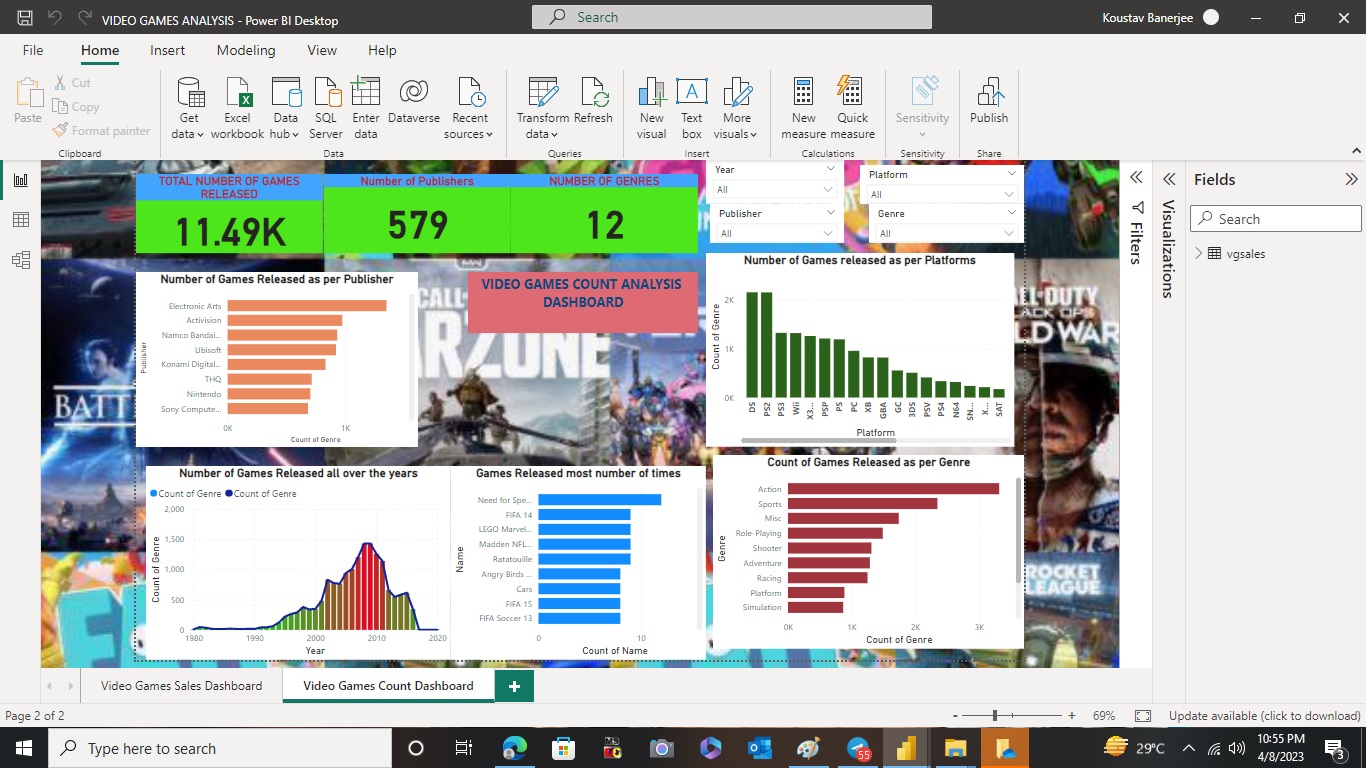 VIDEO GAMES ANALYSIS - Power BI Desktop
Search
Koustav Banerjee
File
Home
Insert
Modeling
View
Help
Paste
Cut
Copy
Format painter
Clipboard
Get data
Excel workbook
Data hub
SQL Server
Enter data
Dataverse
Recent sources
Data
Transform data
Refresh
Queries
New visual
Text box
More visuals
Insert
New measure
Quick measure
Calculations
Sensitivity
Sensitivity
Publish
Share
TOTAL NUMBER OF GAMES
RELEASED
11.49K
Number of Publishers
579
NUMBER OF GENRES
12
Year
All
Platform
All
Publisher
All
Genre
All
Number of Games Released as per Publisher
Publisher
Electronic Arts
Activision
Namco Bandai...
Ubisoft
Konami Digital...
THQ
Nintendo
Sony Compute...
0K
1K
Count of Genre
VIDEO GAMES COUNT ANALYSIS
DASHBOARD
Number of Games released as per Platforms
Count of Genre
2K
1K
0K
DS
PS2
PS3
Wii
X3...
PSP
PS
PC
XB
GBA
GC
3DS
PSV
PS4
N64
SN...
X...
SAT
Platform
Number of Games Released all over the years
Count of Genre
Count of Genre
Count of Genre
2,000
1,500
1,000
500
0
1980
1990
2000
2010
2020
Year
Games Released most number of times
Name
Need for Spe...
FIFA 14
LEGO Marvel...
Madden NFL...
Ratatouille
Angry Birds ...
Cars
FIFA 15
FIFA Soccer 13
0
10
Count of Name
Count of Games Released as per Genre
Genre
Action
Sports
Misc
Role-Playing
Shooter
Adventure
Racing
Platform
Simulation
0K
1K
2K
3K
Count of Genre
BATT
RZONE
ROCKET
LEAGUE
Filters
Visualizations
Fields
Search
vgsales
Video Games Sales Dashboard
Video Games Count Dashboard
Page 2 of 2
69%
Update available (click to download)
Type here to search
55
29°C
10:55 PM
4/8/2023
3